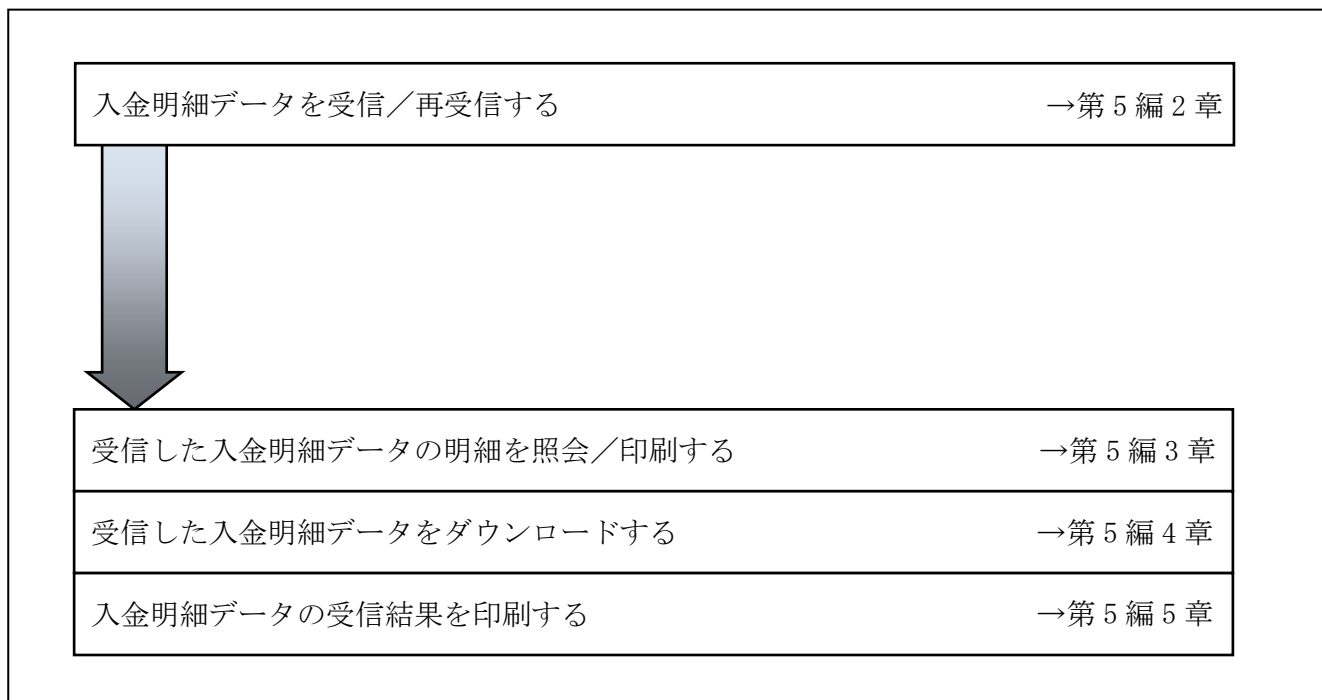 入金明細データを受信／再受信する →第５編２章
受信した入金明細データの明細を照会／印刷する →第５編３章
受信した入金明細データをダウンロードする →第５編４章
入金明細データの受信結果を印刷する →第５編５章